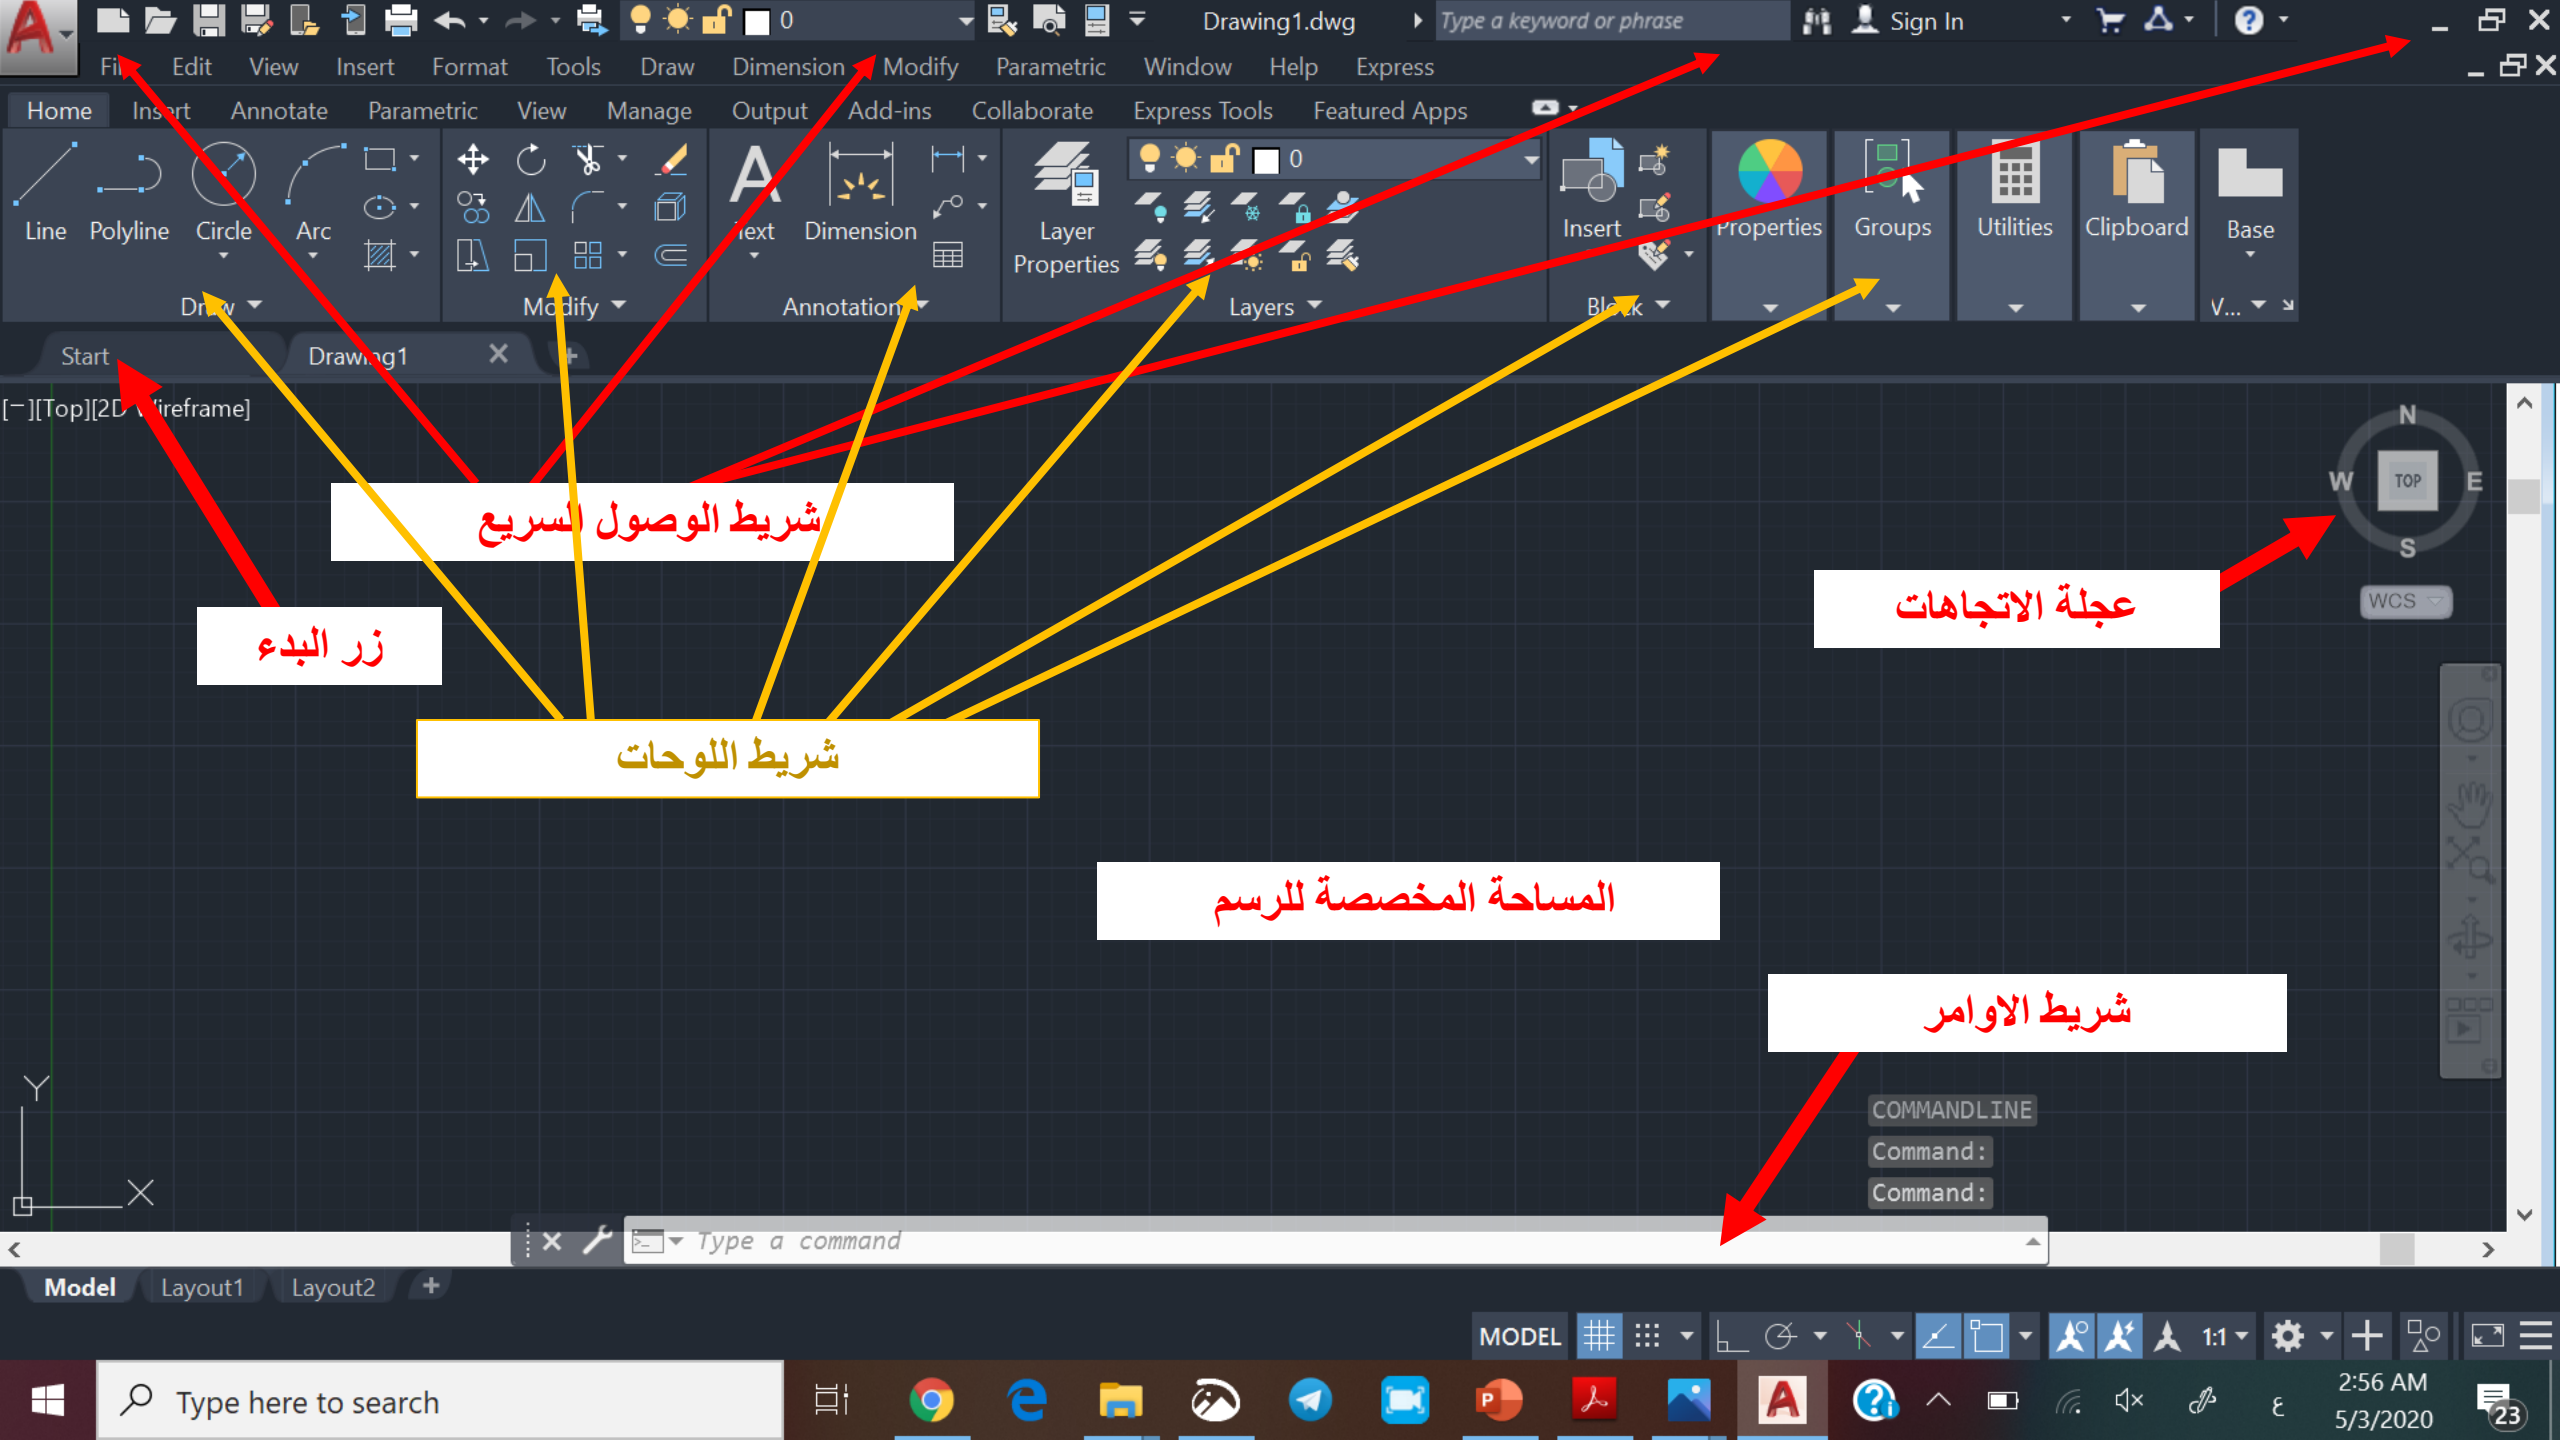 0 Drawing1.dwg Type a keyword or phrase Sign In
File Edit View Insert Format Tools Draw Dimension Modify Parametric Window Help Express
Home Insert Annotate Parametric View Manage Output Add-ins Collaborate Express Tools Featured Apps
0
Line Polyline Circle Arc Text Dimension Layer Properties Insert Properties Groups Utilities Clipboard Base
Draw Modify Annotation Layers Block V...
Start Drawing1
[−][Top][2D Wireframe]
N
W TOP E
S
WCS
شريط الوصول السريع
عجلة الاتجاهات
زر البدء
شريط اللوحات
المساحة المخصصة للرسم
شريط الاوامر
Y
X
COMMANDLINE
Command:
Command:
Type a command
Model Layout1 Layout2 +
MODEL 1:1
Type here to search
ع
2:56 AM
5/3/2020
23